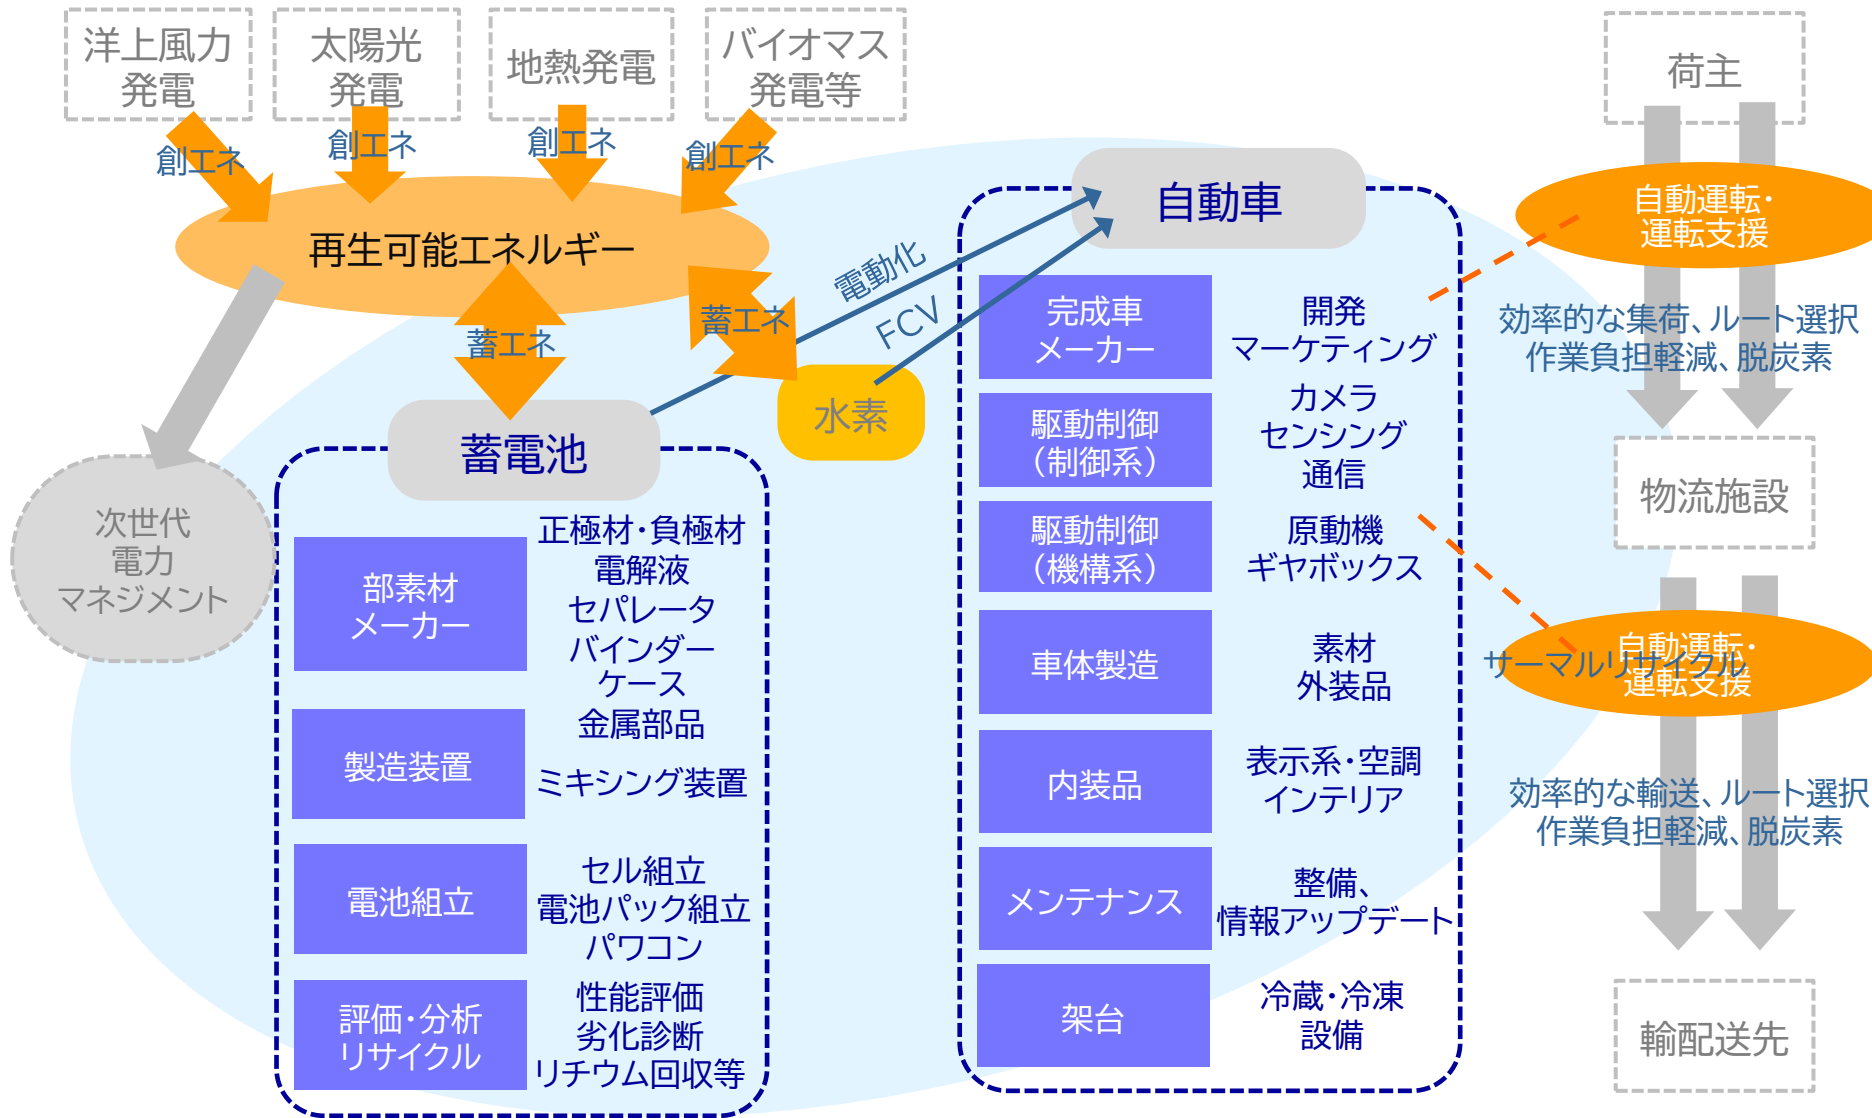 洋上風力
発電
太陽光
発電
地熱発電
バイオマス
発電等
創エネ
創エネ
創エネ
創エネ
再生可能エネルギー
蓄エネ
蓄エネ
電動化
FCV
水素
次世代
電力
マネジメント
蓄電池
部素材
メーカー
正極材・負極材
電解液
セパレータ
バインダー
ケース
金属部品
製造装置
ミキシング装置
電池組立
セル組立
電池パック組立
パワコン
評価・分析
リサイクル
性能評価
劣化診断
リチウム回収等
自動車
完成車
メーカー
開発
マーケティング
駆動制御
（制御系）
カメラ
センシング
通信
駆動制御
（機構系）
原動機
ギヤボックス
車体製造
素材
外装品
内装品
表示系・空調
インテリア
メンテナンス
整備、
情報アップデート
架台
冷蔵・冷凍
設備
荷主
自動運転・
運転支援
効率的な集荷、ルート選択
作業負担軽減、脱炭素
物流施設
自動運転・
運転支援
サーマルリサイクル
効率的な輸送、ルート選択
作業負担軽減、脱炭素
輸配送先